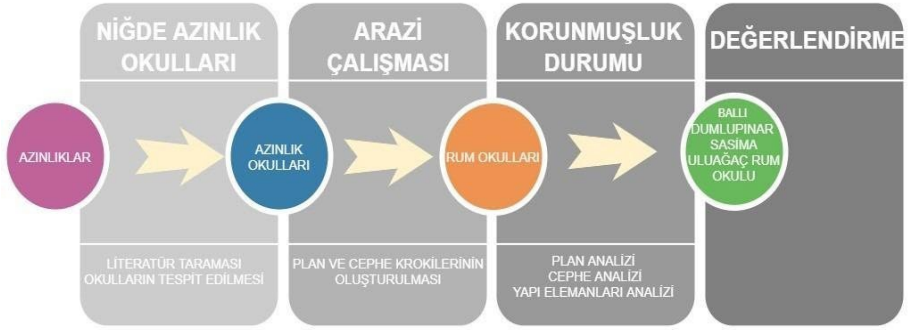 NİĞDE AZINLIK
OKULLARI
ARAZİ
ÇALIŞMASI
KORUNMUŞLUK
DURUMU
DEĞERLENDİRME
AZINLIKLAR
AZINLIK
OKULLARI
RUM OKULLARI
BALLI
DUMLUPINAR
SASİMA
ULUAĞAÇ RUM
OKULU
LİTERATÜR TARAMASI
OKULLARIN TESPİT EDİLMESİ
PLAN VE CEPHE KROKİLERİNİN
OLUŞTURULMASI
PLAN ANALİZİ
CEPHE ANALİZİ
YAPI ELEMANLARI ANALİZİ